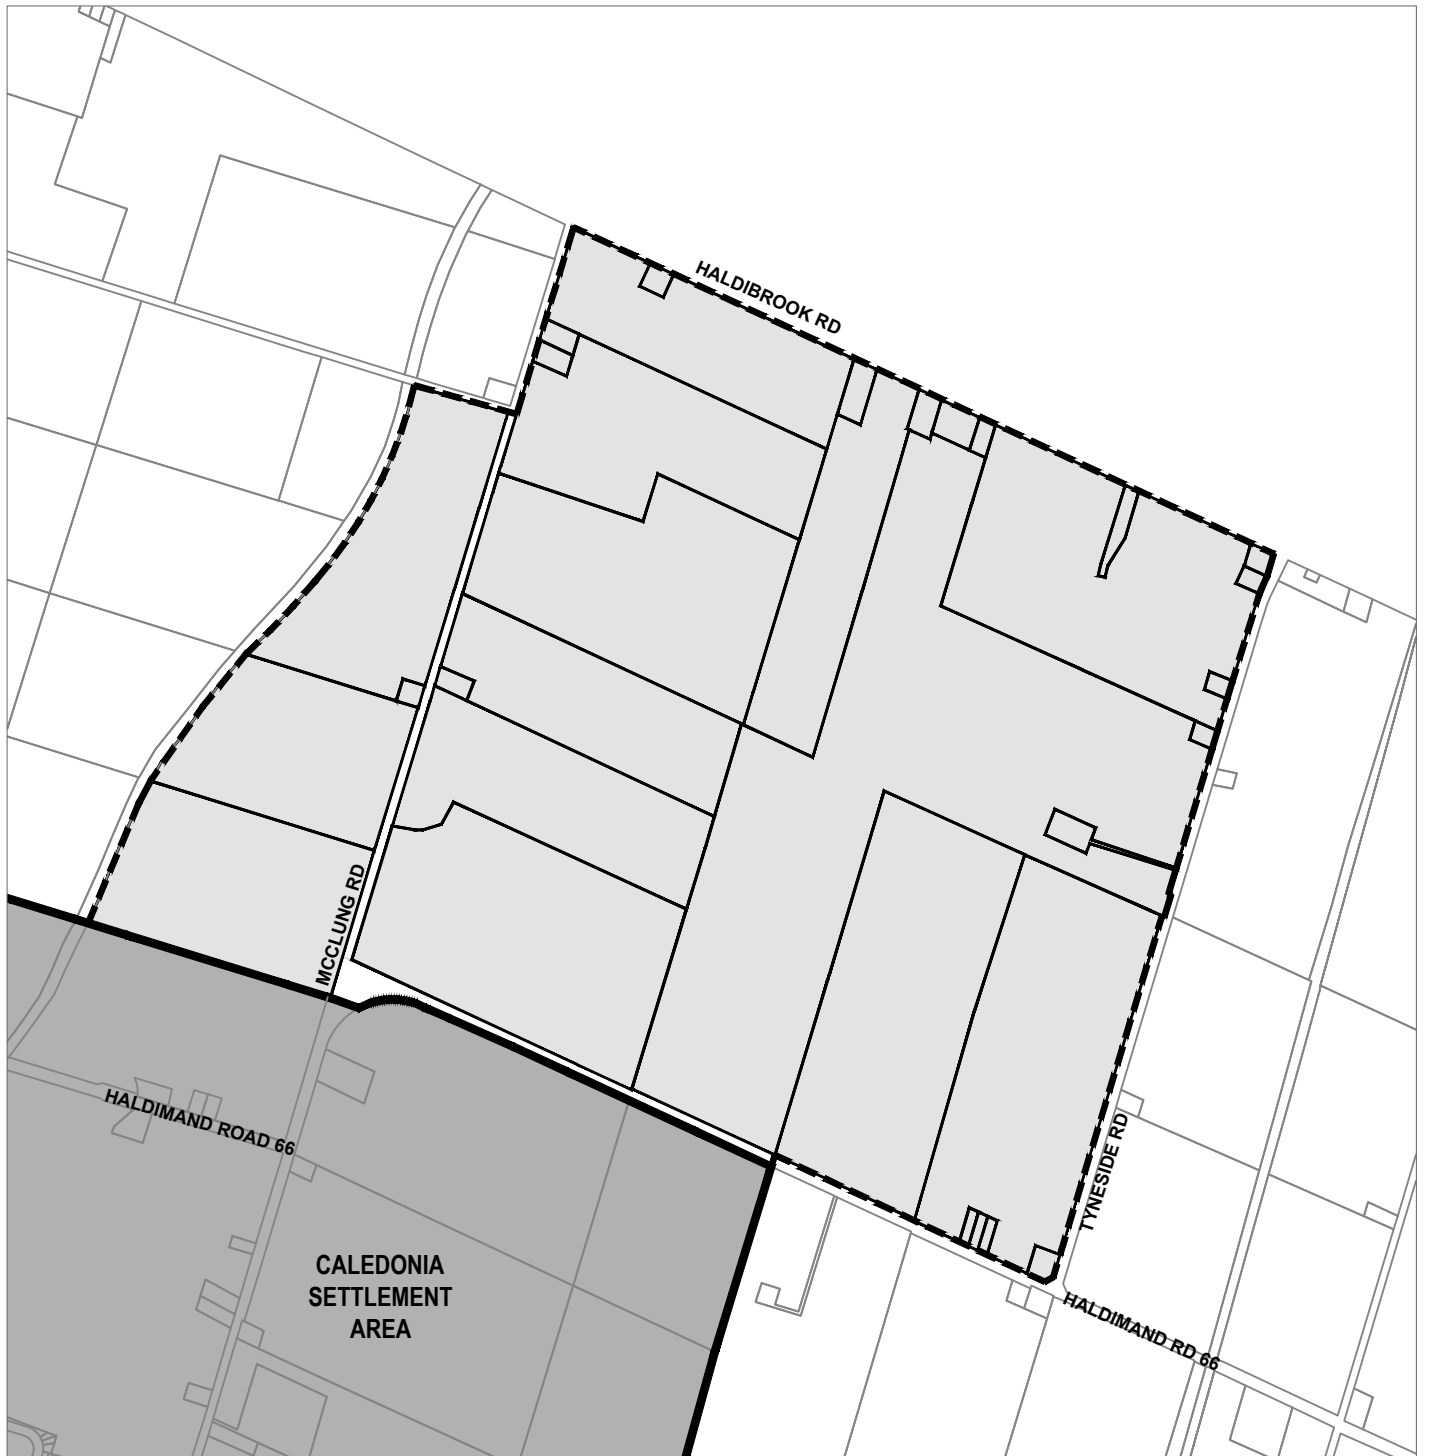 HALDIBROOK RD
MCCLUNG RD
HALDIMAND ROAD 66
TYNESIDE RD
CALEDONIA
SETTLEMENT
AREA
HALDIMAND RD 66